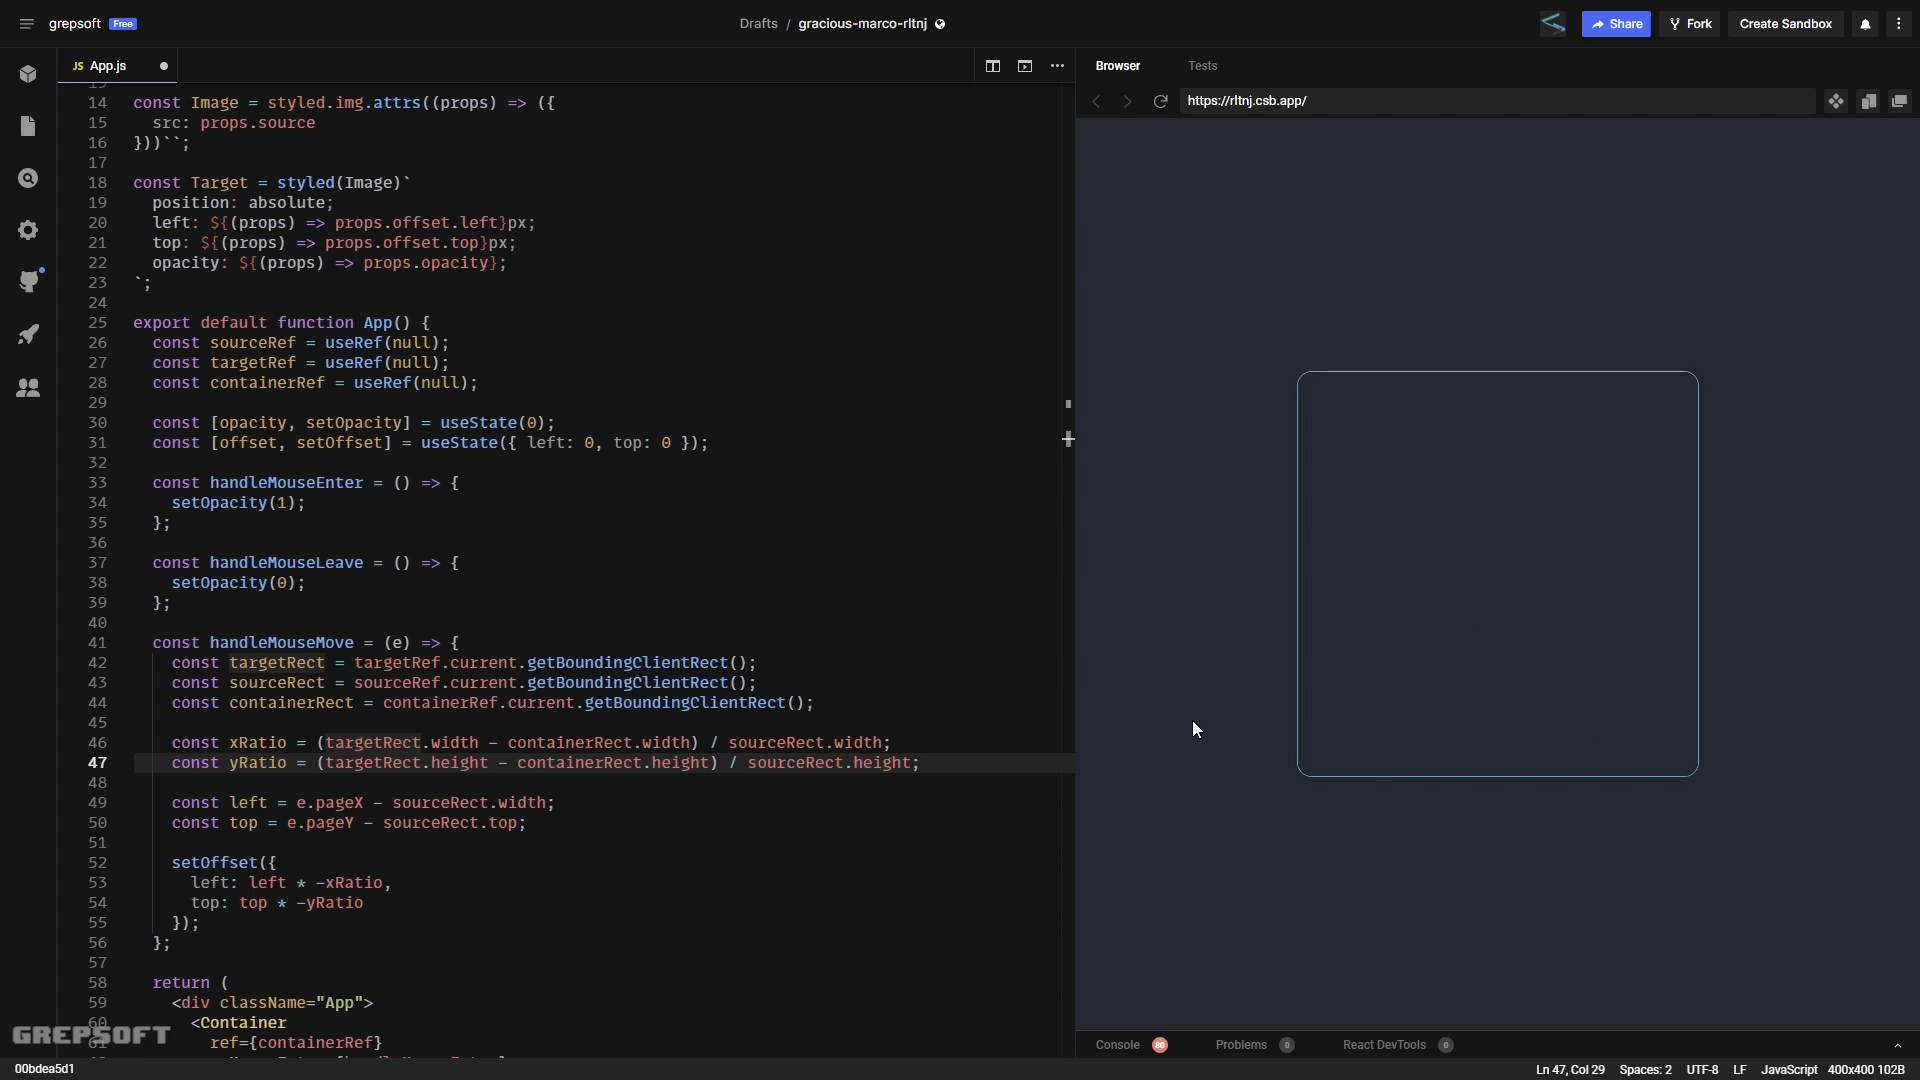 grepsoft Free
Drafts / gracious-marco-rltnj
Share
Fork
Create Sandbox
JS App.js
14 const Image = styled.img.attrs((props) => ({
15 src: props.source
16 }))``;
17
18 const Target = styled(Image)`
19 position: absolute;
20 left: ${(props) => props.offset.left}px;
21 top: ${(props) => props.offset.top}px;
22 opacity: ${(props) => props.opacity};
23 `;
24
25 export default function App() {
26 const sourceRef = useRef(null);
27 const targetRef = useRef(null);
28 const containerRef = useRef(null);
29
30 const [opacity, setOpacity] = useState(0);
31 const [offset, setOffset] = useState({ left: 0, top: 0 });
32
33 const handleMouseEnter = () => {
34 setOpacity(1);
35 };
36
37 const handleMouseLeave = () => {
38 setOpacity(0);
39 };
40
41 const handleMouseMove = (e) => {
42 const targetRect = targetRef.current.getBoundingClientRect();
43 const sourceRect = sourceRef.current.getBoundingClientRect();
44 const containerRect = containerRef.current.getBoundingClientRect();
45
46 const xRatio = (targetRect.width - containerRect.width) / sourceRect.width;
47 const yRatio = (targetRect.height - containerRect.height) / sourceRect.height;
48
49 const left = e.pageX - sourceRect.width;
50 const top = e.pageY - sourceRect.top;
51
52 setOffset({
53 left: left * -xRatio,
54 top: top * -yRatio
55 });
56 };
57
58 return (
59 <div className="App">
60 <Container
61 ref={containerRef}
GREPSOFT
Browser
Tests
https://rltnj.csb.app/
Console 80
Problems 0
React DevTools 0
00bdea5d1
Ln 47, Col 29 Spaces: 2 UTF-8 LF JavaScript 400x400 102B